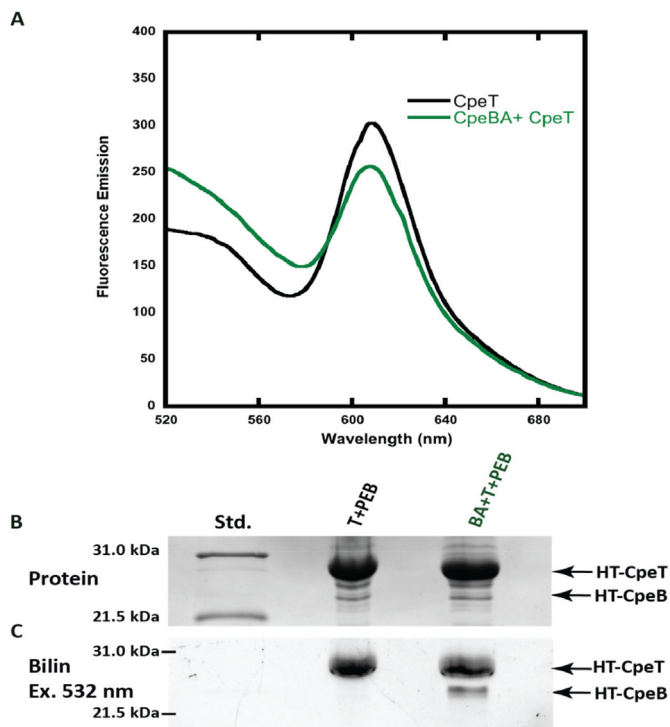 A
400
350
300
250
200
150
100
50
0
Fluorescence Emission
CpeT
CpeBA+ CpeT
520
560
600
640
680
Wavelength (nm)
B
Std.
T+PEB
BA+T+PEB
31.0 kDa
Protein
HT-CpeT
HT-CpeB
21.5 kDa
C
31.0 kDa
Bilin
HT-CpeT
Ex. 532 nm
HT-CpeB
21.5 kDa